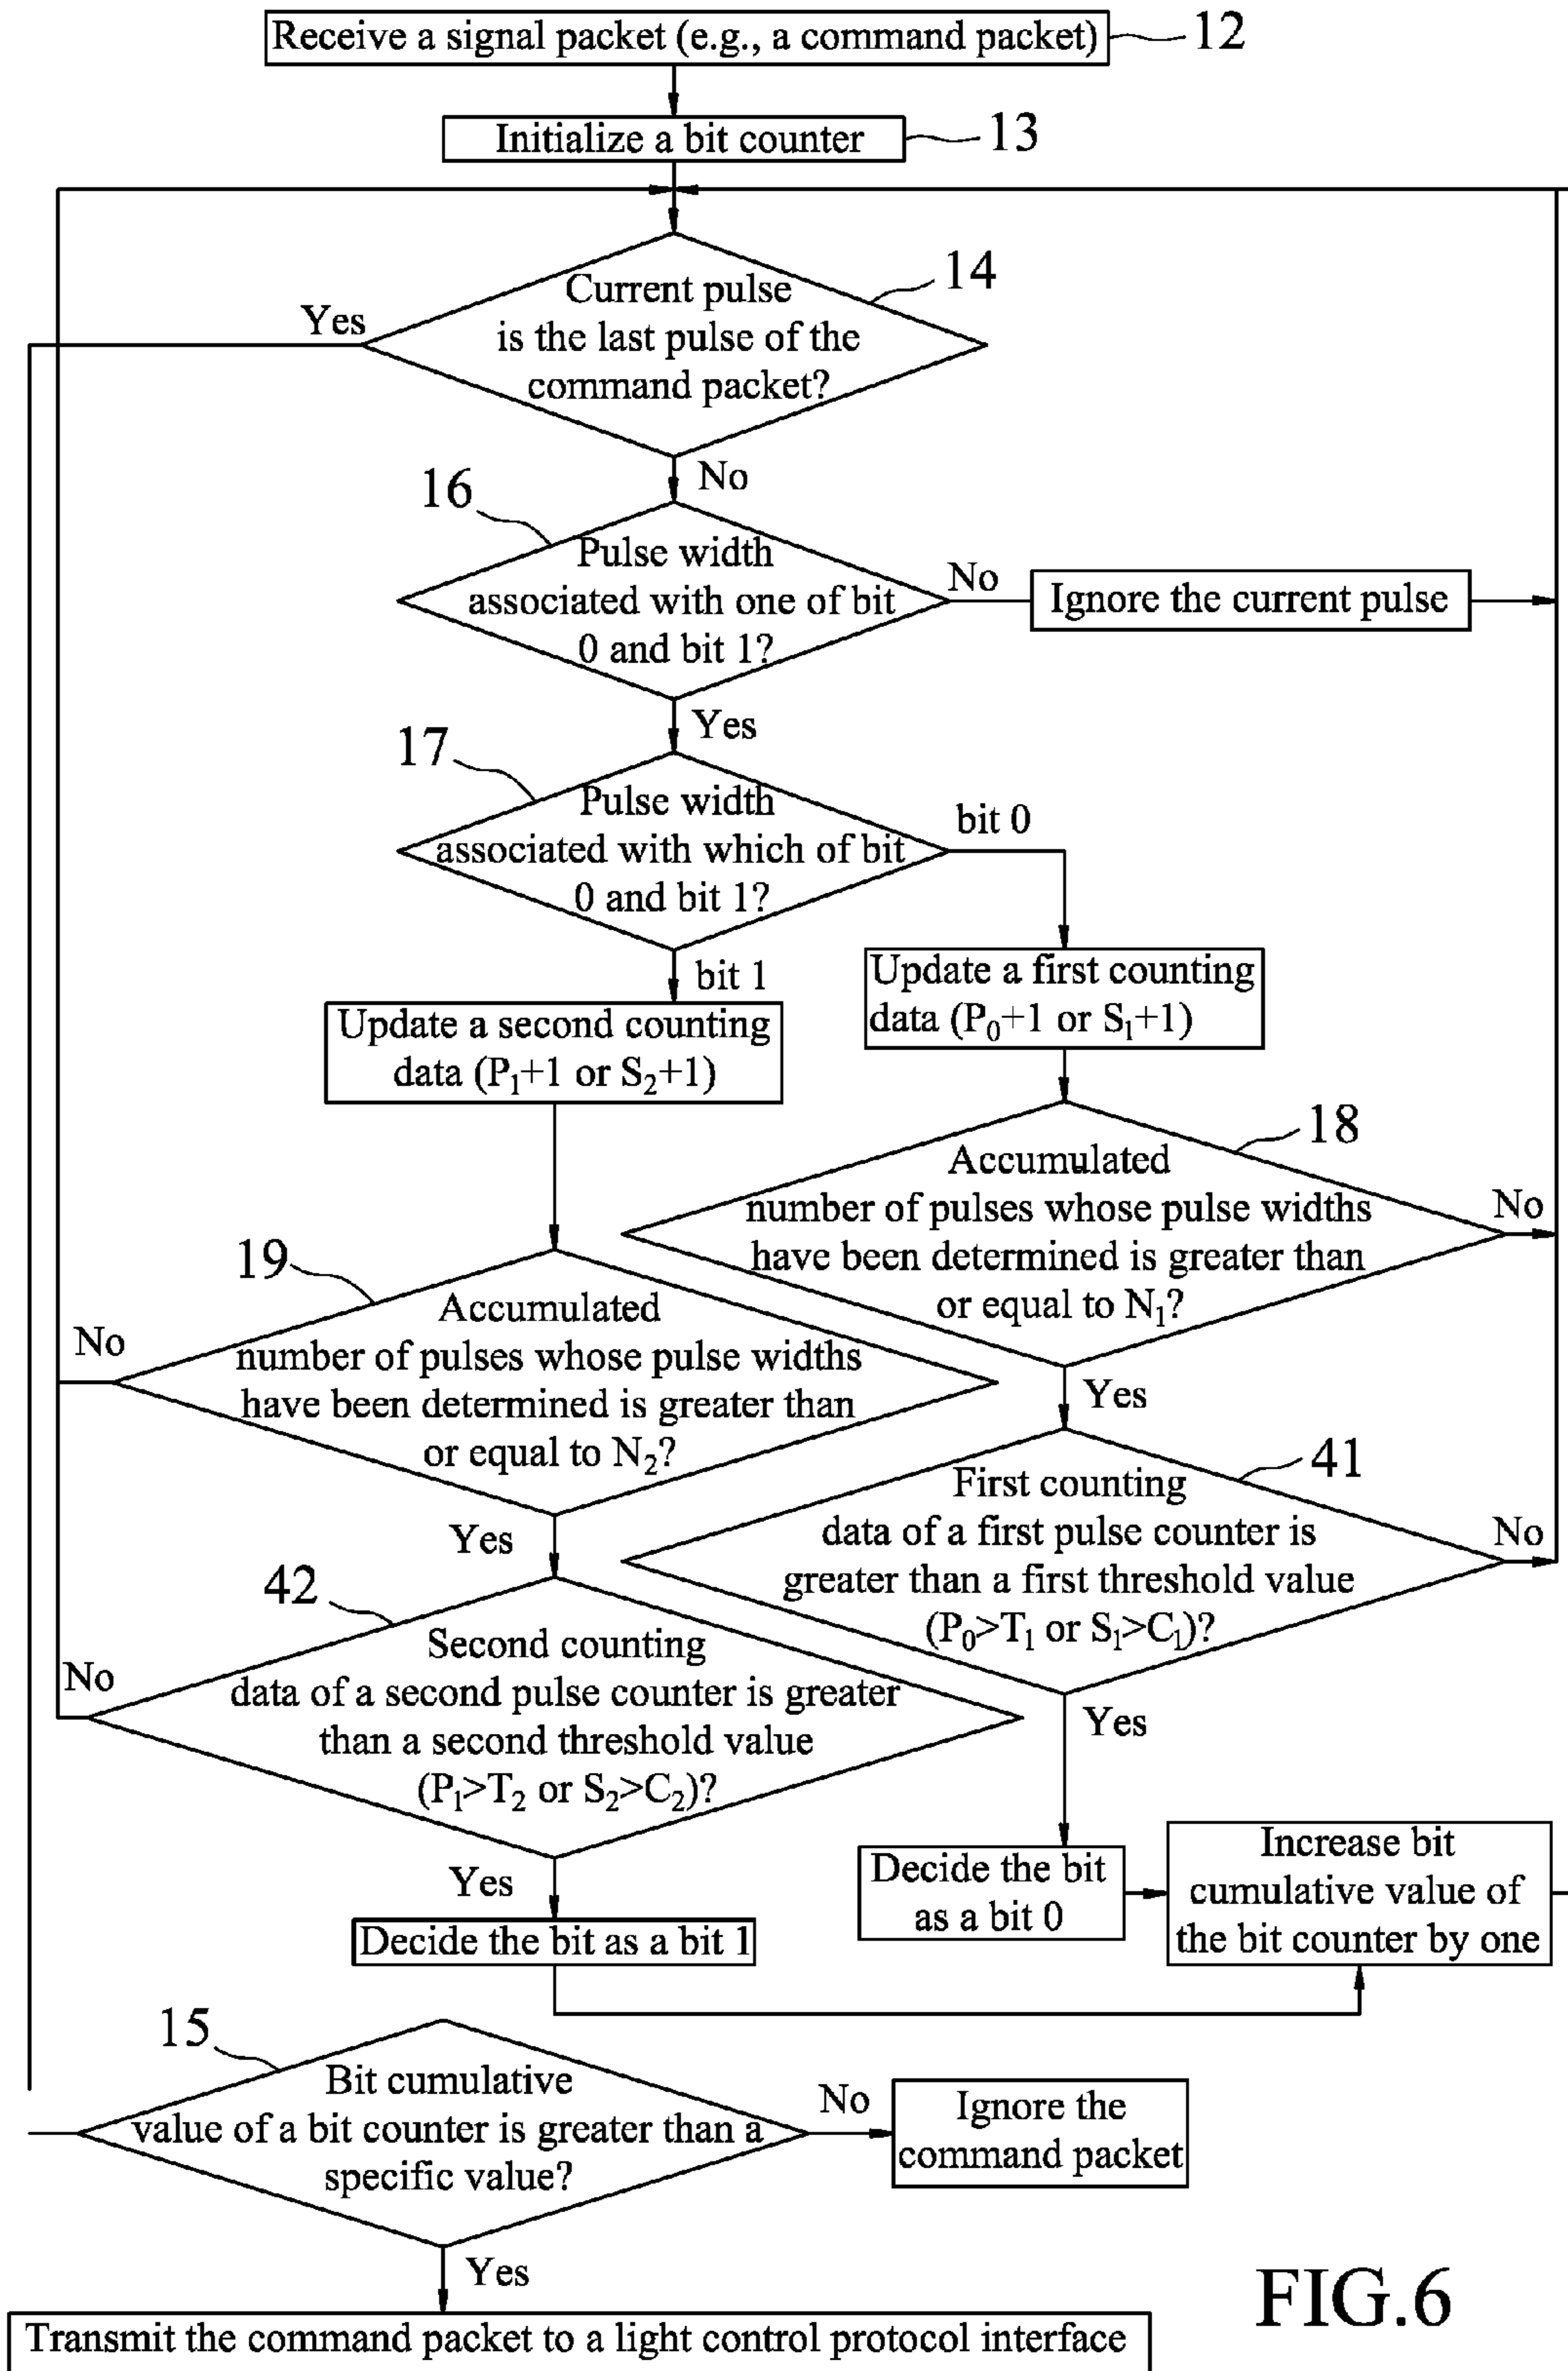 Receive a signal packet (e.g., a command packet)
12
Initialize a bit counter
13
14
Current pulse
is the last pulse of the
command packet?
Yes
No
16
Pulse width
associated with one of bit
0 and bit 1?
No
Ignore the current pulse
Yes
17
Pulse width
associated with which of bit
0 and bit 1?
bit 0
bit 1
Update a first counting
data (P₀+1 or S₁+1)
Update a second counting
data (P₁+1 or S₂+1)
18
Accumulated
number of pulses whose pulse widths
have been determined is greater than
or equal to N₁?
No
Yes
19
Accumulated
number of pulses whose pulse widths
have been determined is greater than
or equal to N₂?
No
Yes
41
First counting
data of a first pulse counter is
greater than a first threshold value
(P₀>T₁ or S₁>C₁)?
No
Yes
42
Second counting
data of a second pulse counter is greater
than a second threshold value
(P₁>T₂ or S₂>C₂)?
No
Yes
Decide the bit
as a bit 0
Increase bit
cumulative value of
the bit counter by one
Decide the bit as a bit 1
15
Bit cumulative
value of a bit counter is greater than a
specific value?
No
Ignore the
command packet
Yes
Transmit the command packet to a light control protocol interface
FIG.6